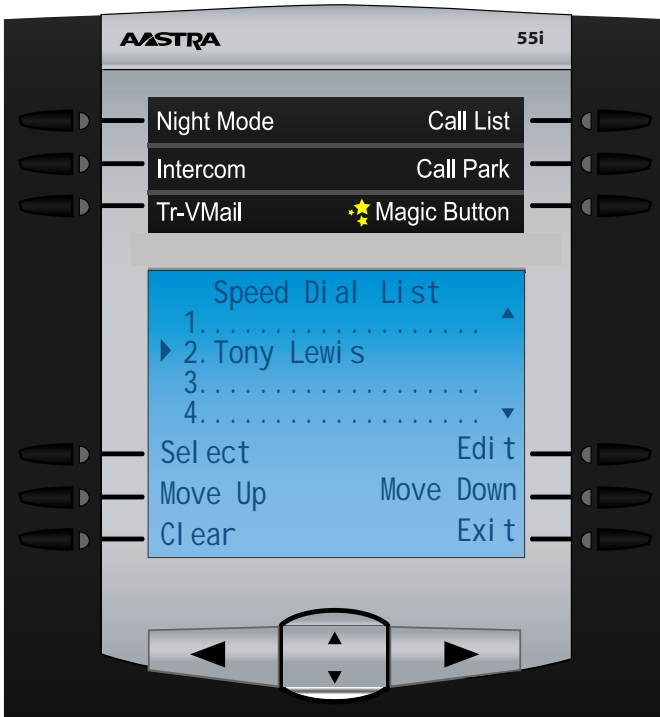 AASTRA 55i
Night Mode Call List
Intercom Call Park
Tr-VMail Magic Button
Speed Dial List
1....................
2. Tony Lewis
3....................
4....................
Select Edit
Move Up Move Down
Clear Exit